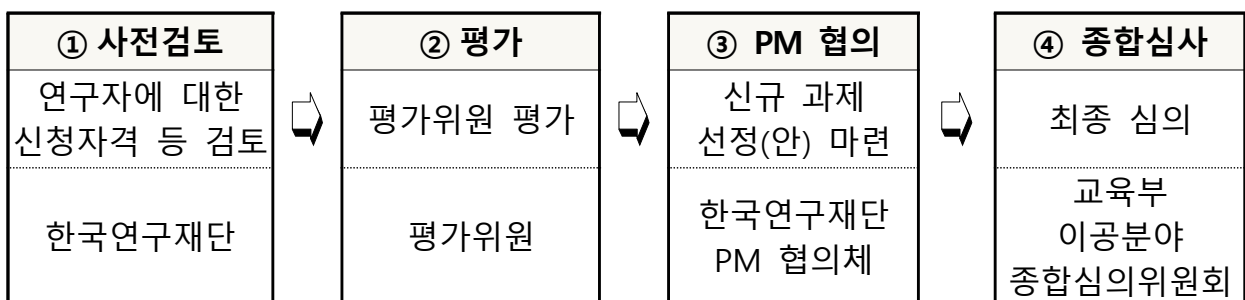 ① 사전검토
연구자에 대한
신청자격 등 검토
한국연구재단
② 평가
평가위원 평가
평가위원
③ PM 협의
신규 과제
선정(안) 마련
한국연구재단
PM 협의체
④ 종합심사
최종 심의
교육부
이공분야
종합심의위원회